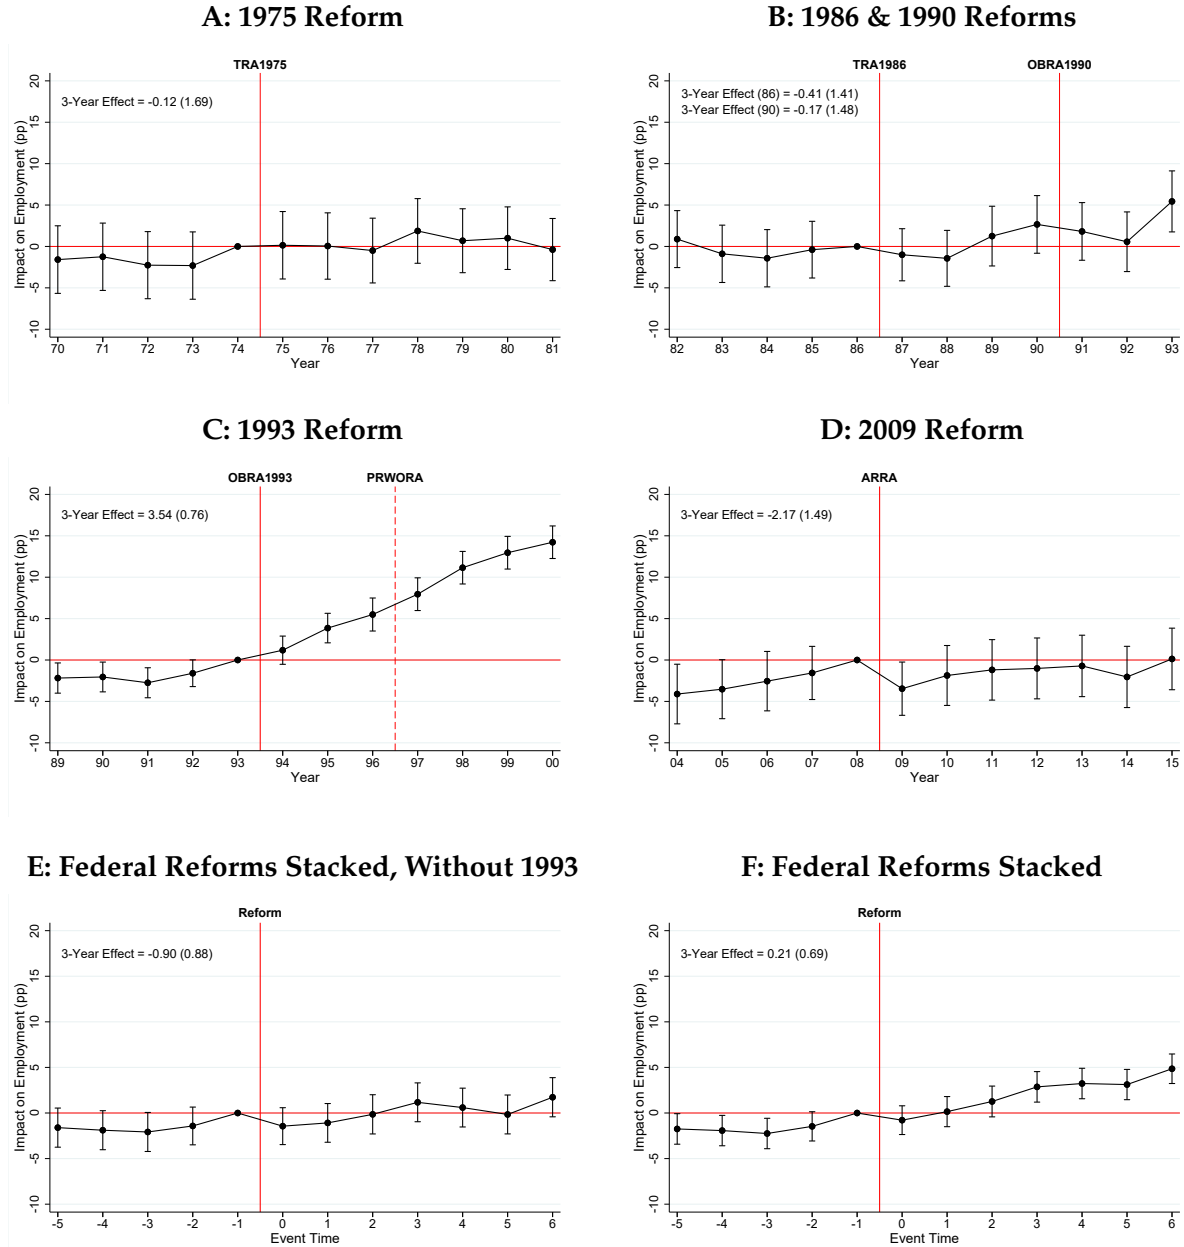 A: 1975 Reform
TRA1975
3-Year Effect = -0.12 (1.69)
Impact on Employment (pp)
20
15
10
5
0
-5
-10
70 71 72 73 74 75 76 77 78 79 80 81
Year
B: 1986 & 1990 Reforms
TRA1986 OBRA1990
3-Year Effect (86) = -0.41 (1.41)
3-Year Effect (90) = -0.17 (1.48)
Impact on Employment (pp)
20
15
10
5
0
-5
-10
82 83 84 85 86 87 88 89 90 91 92 93
Year
C: 1993 Reform
OBRA1993 PRWORA
3-Year Effect = 3.54 (0.76)
Impact on Employment (pp)
20
15
10
5
0
-5
-10
89 90 91 92 93 94 95 96 97 98 99 00
Year
D: 2009 Reform
ARRA
3-Year Effect = -2.17 (1.49)
Impact on Employment (pp)
20
15
10
5
0
-5
-10
04 05 06 07 08 09 10 11 12 13 14 15
Year
E: Federal Reforms Stacked, Without 1993
Reform
3-Year Effect = -0.90 (0.88)
Impact on Employment (pp)
20
15
10
5
0
-5
-10
-5 -4 -3 -2 -1 0 1 2 3 4 5 6
Event Time
F: Federal Reforms Stacked
Reform
3-Year Effect = 0.21 (0.69)
Impact on Employment (pp)
20
15
10
5
0
-5
-10
-5 -4 -3 -2 -1 0 1 2 3 4 5 6
Event Time